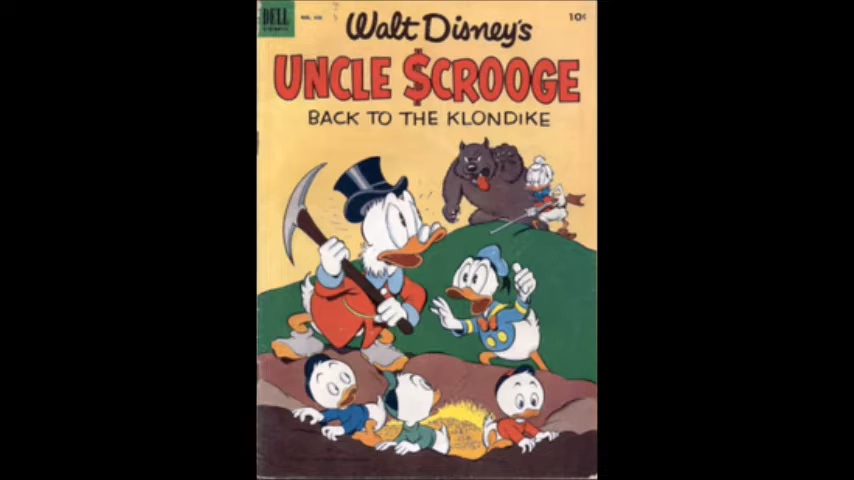 DELL
Walt Disney's
10¢
UNCLE $CROOGE
BACK TO THE KLONDIKE